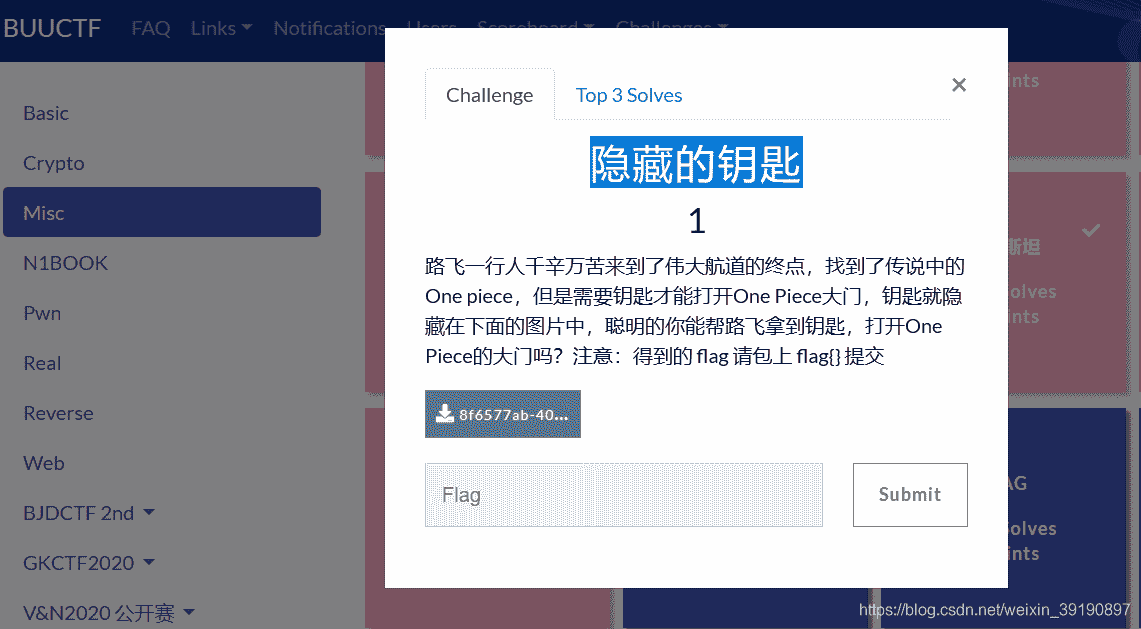 BUUCTF FAQ Links Notifications Users Scoreboard Challenges
Basic
Crypto
Misc
N1BOOK
Pwn
Real
Reverse
Web
BJDCTF 2nd
GKCTF2020
V&N2020 公开赛
Challenge
Top 3 Solves
×
隐藏的钥匙
1
路飞一行人千辛万苦来到了伟大航道的终点，找到了传说中的
One piece，但是需要钥匙才能打开One Piece大门，钥匙就隐
藏在下面的图片中，聪明的你能帮路飞拿到钥匙，打开One
Piece的大门吗？注意：得到的 flag 请包上 flag{} 提交
8f6577ab-40...
Flag
Submit
ints
斯坦
olves
ints
AG
Solves
ints
https://blog.csdn.net/weixin_39190897